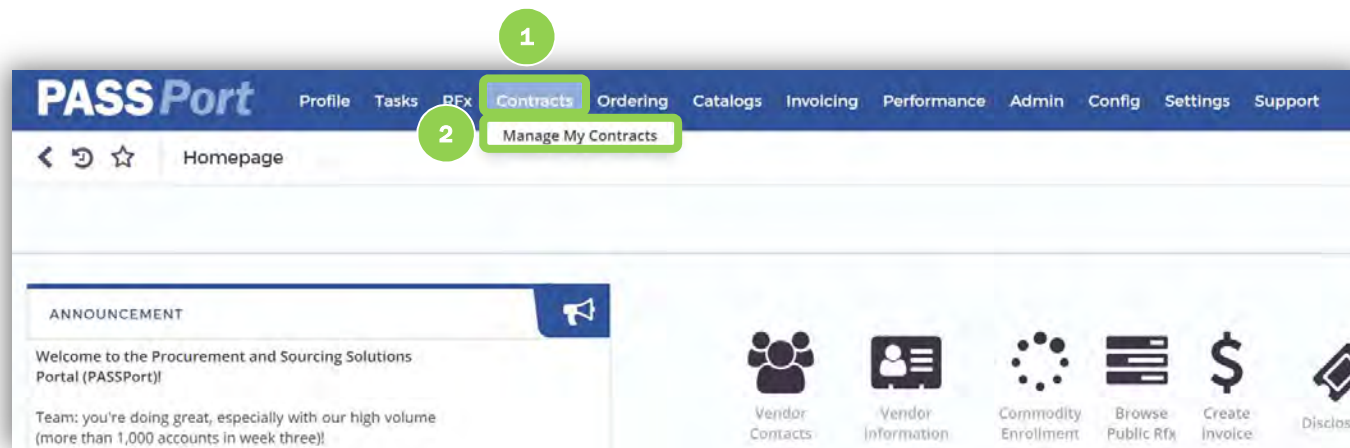 1
PASSPort Profile Tasks RFx Contracts Ordering Catalogs Invoicing Performance Admin Config Settings Support
2 Manage My Contracts
Homepage
ANNOUNCEMENT
Welcome to the Procurement and Sourcing Solutions
Portal (PASSPort)!
Team: you're doing great, especially with our high volume
(more than 1,000 accounts in week three)!
Vendor
Contacts
Vendor
Information
Commodity
Enrollment
Browse
Public Rfx
Create
Invoice